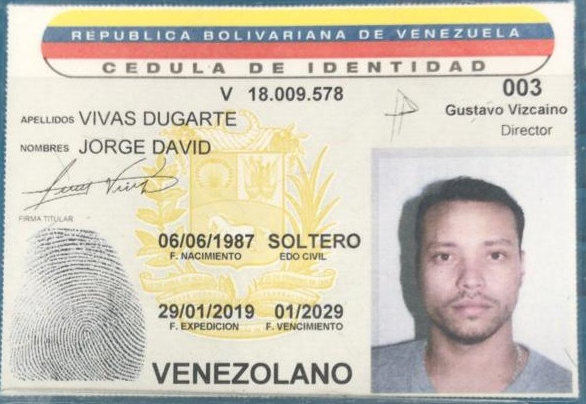 REPUBLICA BOLIVARIANA DE VENEZUELA
CEDULA DE IDENTIDAD
V 18.009.578
003
Gustavo Vizcaino
Director
APELLIDOS VIVAS DUGARTE
NOMBRES JORGE DAVID
FIRMA TITULAR
06/06/1987 SOLTERO
F. NACIMIENTO EDO CIVIL
29/01/2019 01/2029
F. EXPEDICION F. VENCIMIENTO
VENEZOLANO